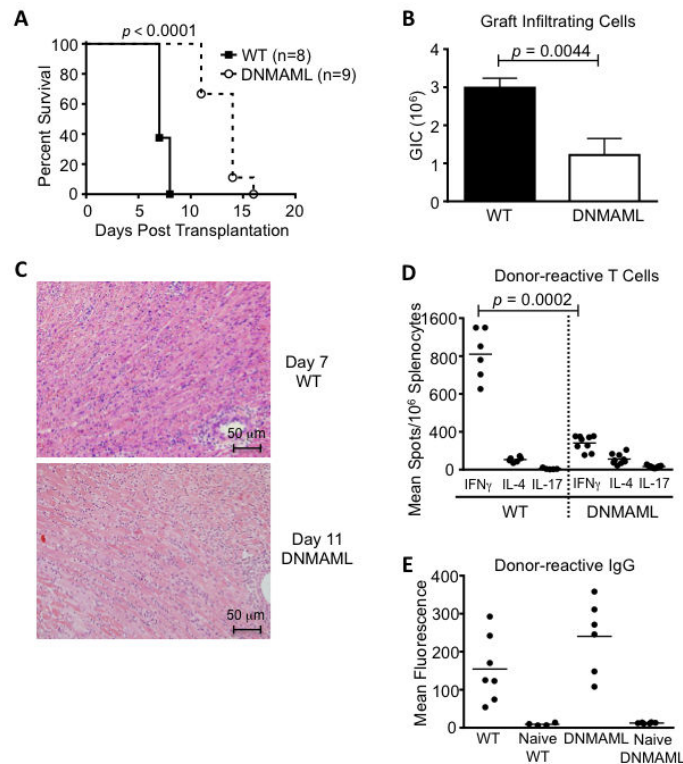 A
p < 0.0001
WT (n=8)
DNMAML (n=9)
Percent Survival
100
80
60
40
20
0
0 5 10 15 20
Days Post Transplantation
B
Graft Infiltrating Cells
p = 0.0044
GIC (10⁶)
4
3
2
1
0
WT DNMAML
C
Day 7
WT
50 μm
Day 11
DNMAML
50 μm
D
Donor-reactive T Cells
p = 0.0002
Mean Spots/10⁶ Splenocytes
1600
800
400
0
IFNγ IL-4 IL-17 IFNγ IL-4 IL-17
WT DNMAML
E
Donor-reactive IgG
Mean Fluorescence
400
300
200
100
0
WT Naive DNMAML Naive
WT DNMAML